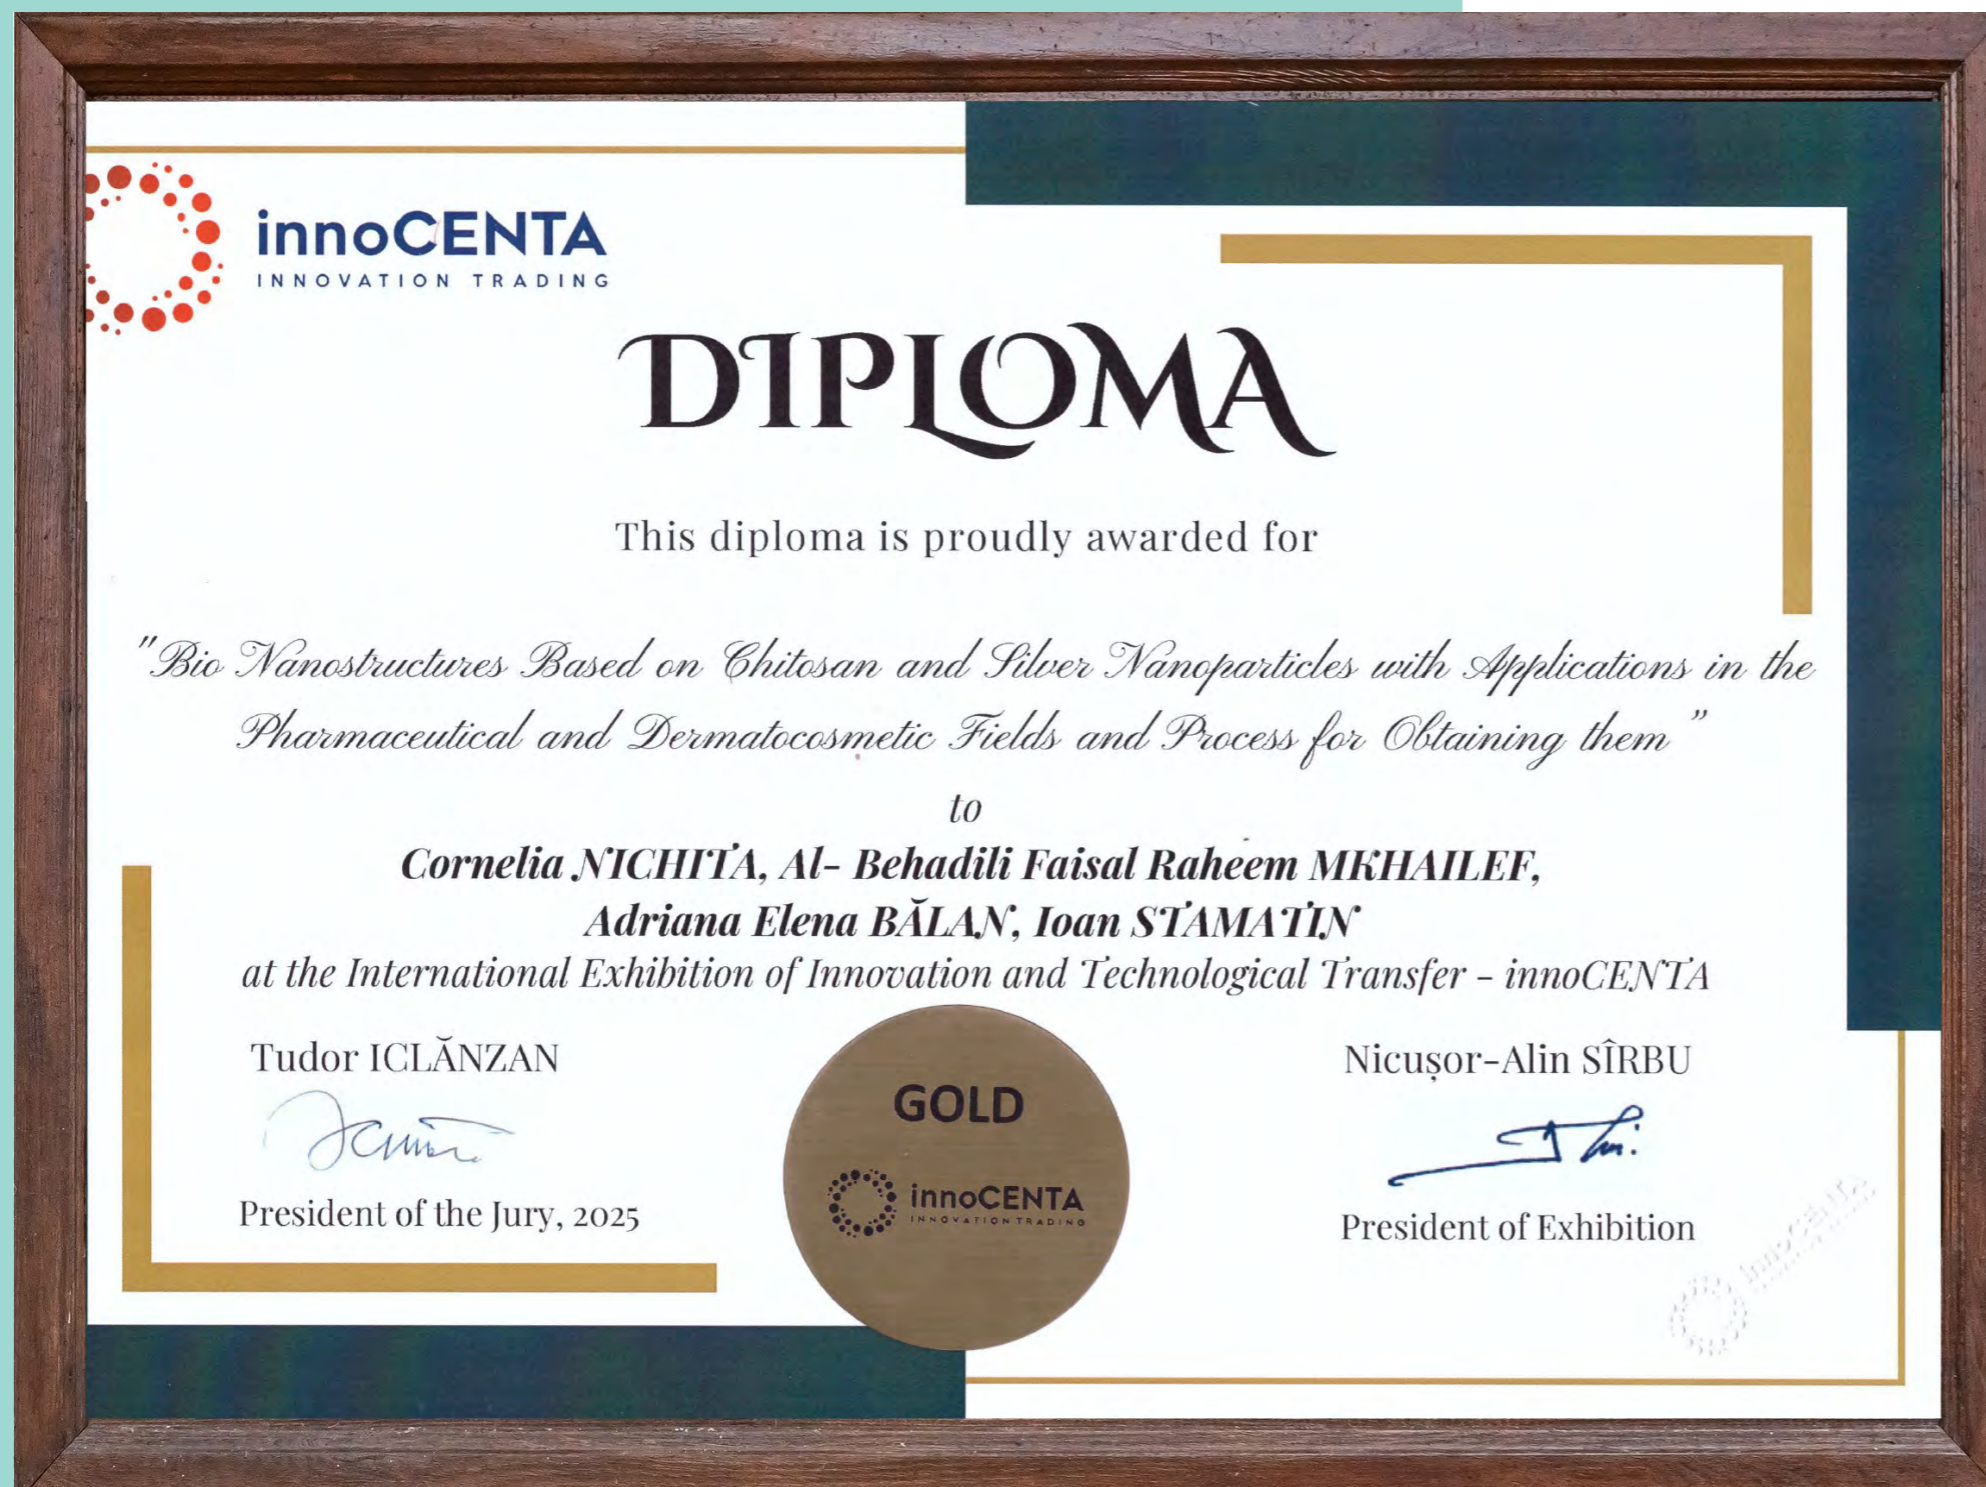 innoCENTA
INNOVATION TRADING
DIPLOMA
This diploma is proudly awarded for
"Bio Nanostructures Based on Chitosan and Silver Nanoparticles with Applications in the
Pharmaceutical and Dermatocosmetic Fields and Process for Obtaining them"
to
Cornelia NICHITA, Al- Behadili Faisal Raheem MKHAILEF,
Adriana Elena BĂLAN, Ioan STAMATIN
at the International Exhibition of Innovation and Technological Transfer - innoCENTA
Tudor ICLĂNZAN
President of the Jury, 2025
GOLD
innoCENTA
INNOVATION TRADING
Nicușor-Alin SÎRBU
President of Exhibition
innoCENTA